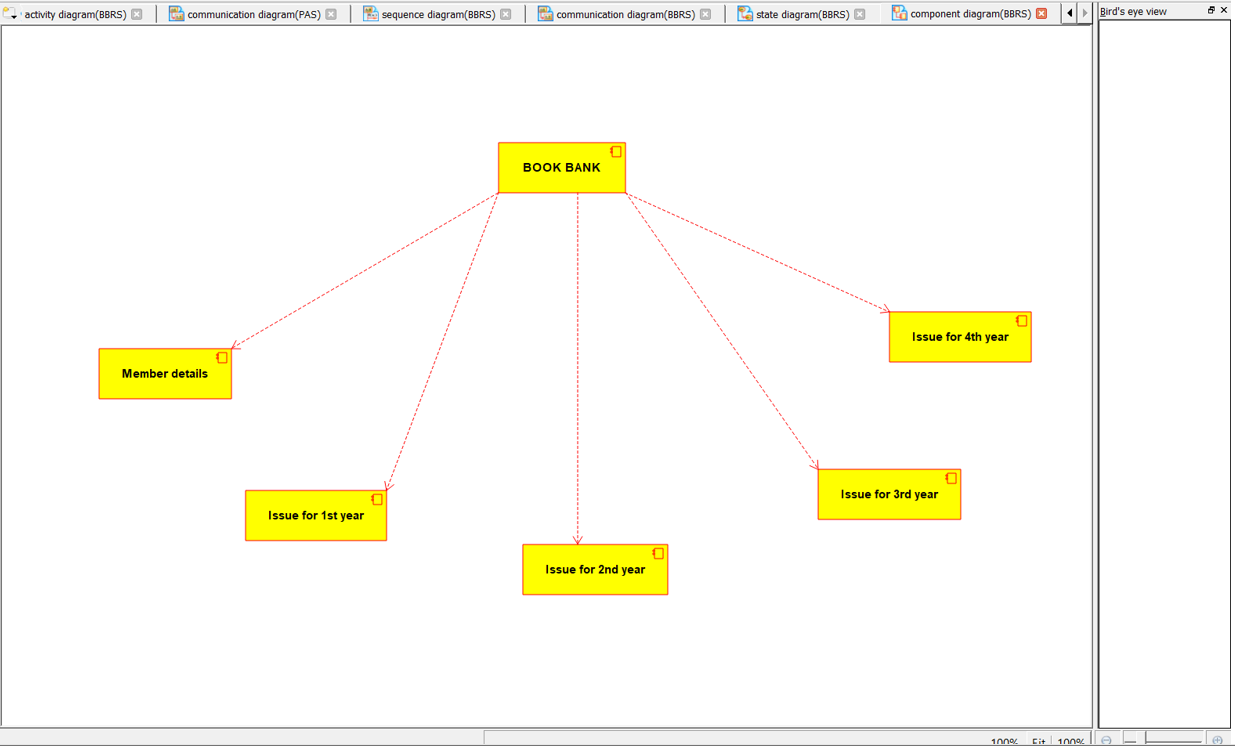 activity diagram(BBRS)
communication diagram(PAS)
sequence diagram(BBRS)
communication diagram(BBRS)
state diagram(BBRS)
component diagram(BBRS)
Bird's eye view
BOOK BANK
Issue for 4th year
Member details
Issue for 3rd year
Issue for 1st year
Issue for 2nd year
100%
Fit
100%